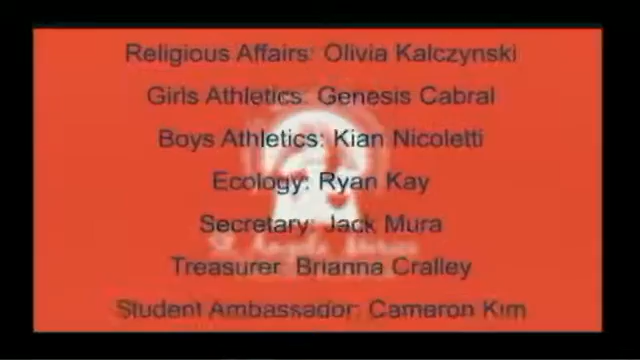 Religious Affairs: Olivia Kalczynski
Girls Athletics: Genesis Cabral
Boys Athletics: Kian Nicoletti
Ecology: Ryan Kay
Secretary: Jack Mura
Treasurer: Brianna Cralley
Student Ambassador: Cameron Kim